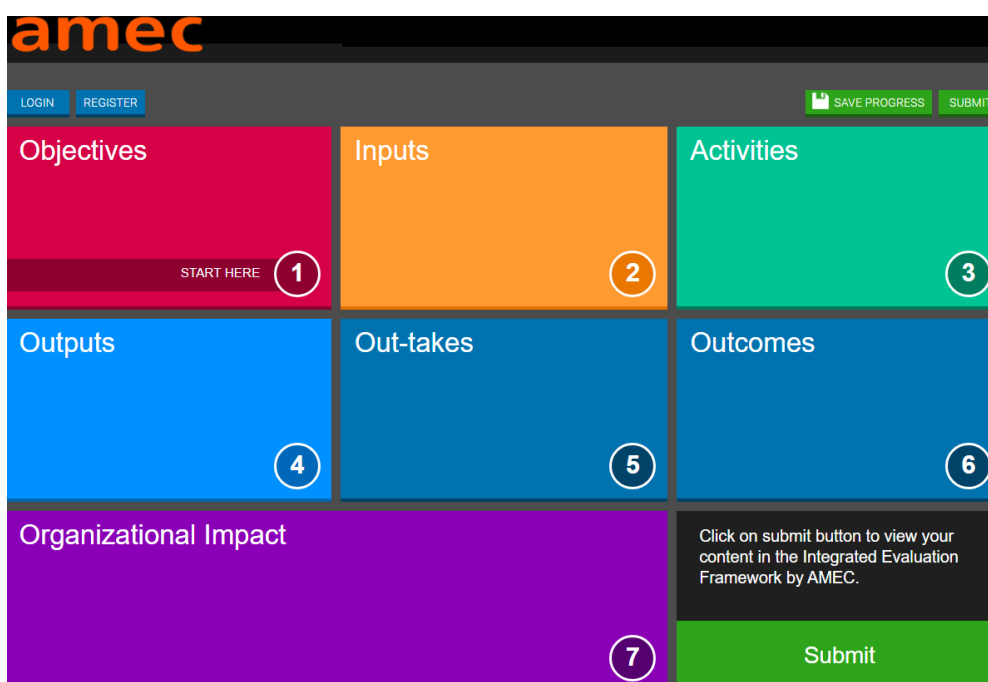 amec
LOGIN REGISTER SAVE PROGRESS SUBMIT
Objectives
START HERE 1
Inputs
2
Activities
3
Outputs
4
Out-takes
5
Outcomes
6
Organizational Impact
7
Click on submit button to view your
content in the Integrated Evaluation
Framework by AMEC.
Submit